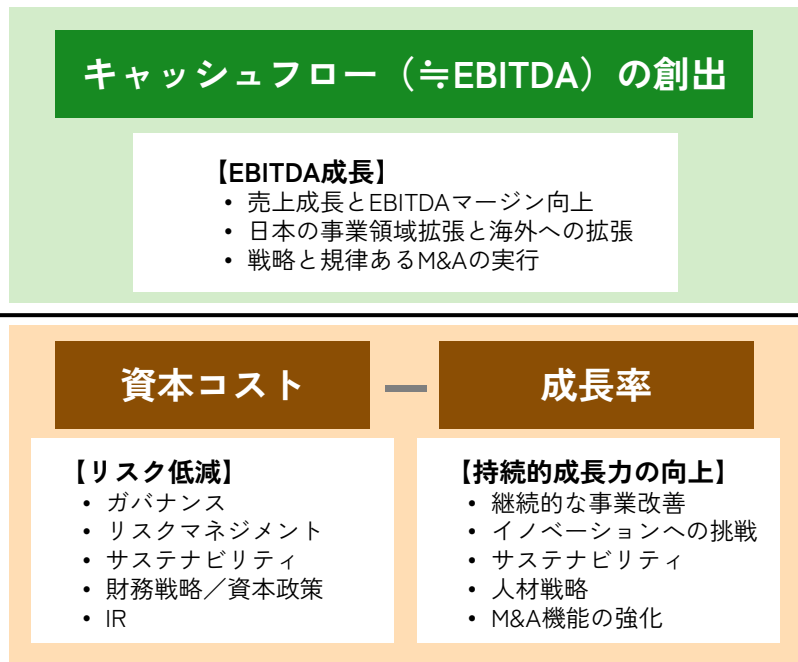 キャッシュフロー（≒EBITDA）の創出
【EBITDA成長】
• 売上成長とEBITDAマージン向上
• 日本の事業領域拡張と海外への拡張
• 戦略と規律あるM&Aの実行
資本コスト
【リスク低減】
• ガバナンス
• リスクマネジメント
• サステナビリティ
• 財務戦略／資本政策
• IR
―
成長率
【持続的成長力の向上】
• 継続的な事業改善
• イノベーションへの挑戦
• サステナビリティ
• 人材戦略
• M&A機能の強化